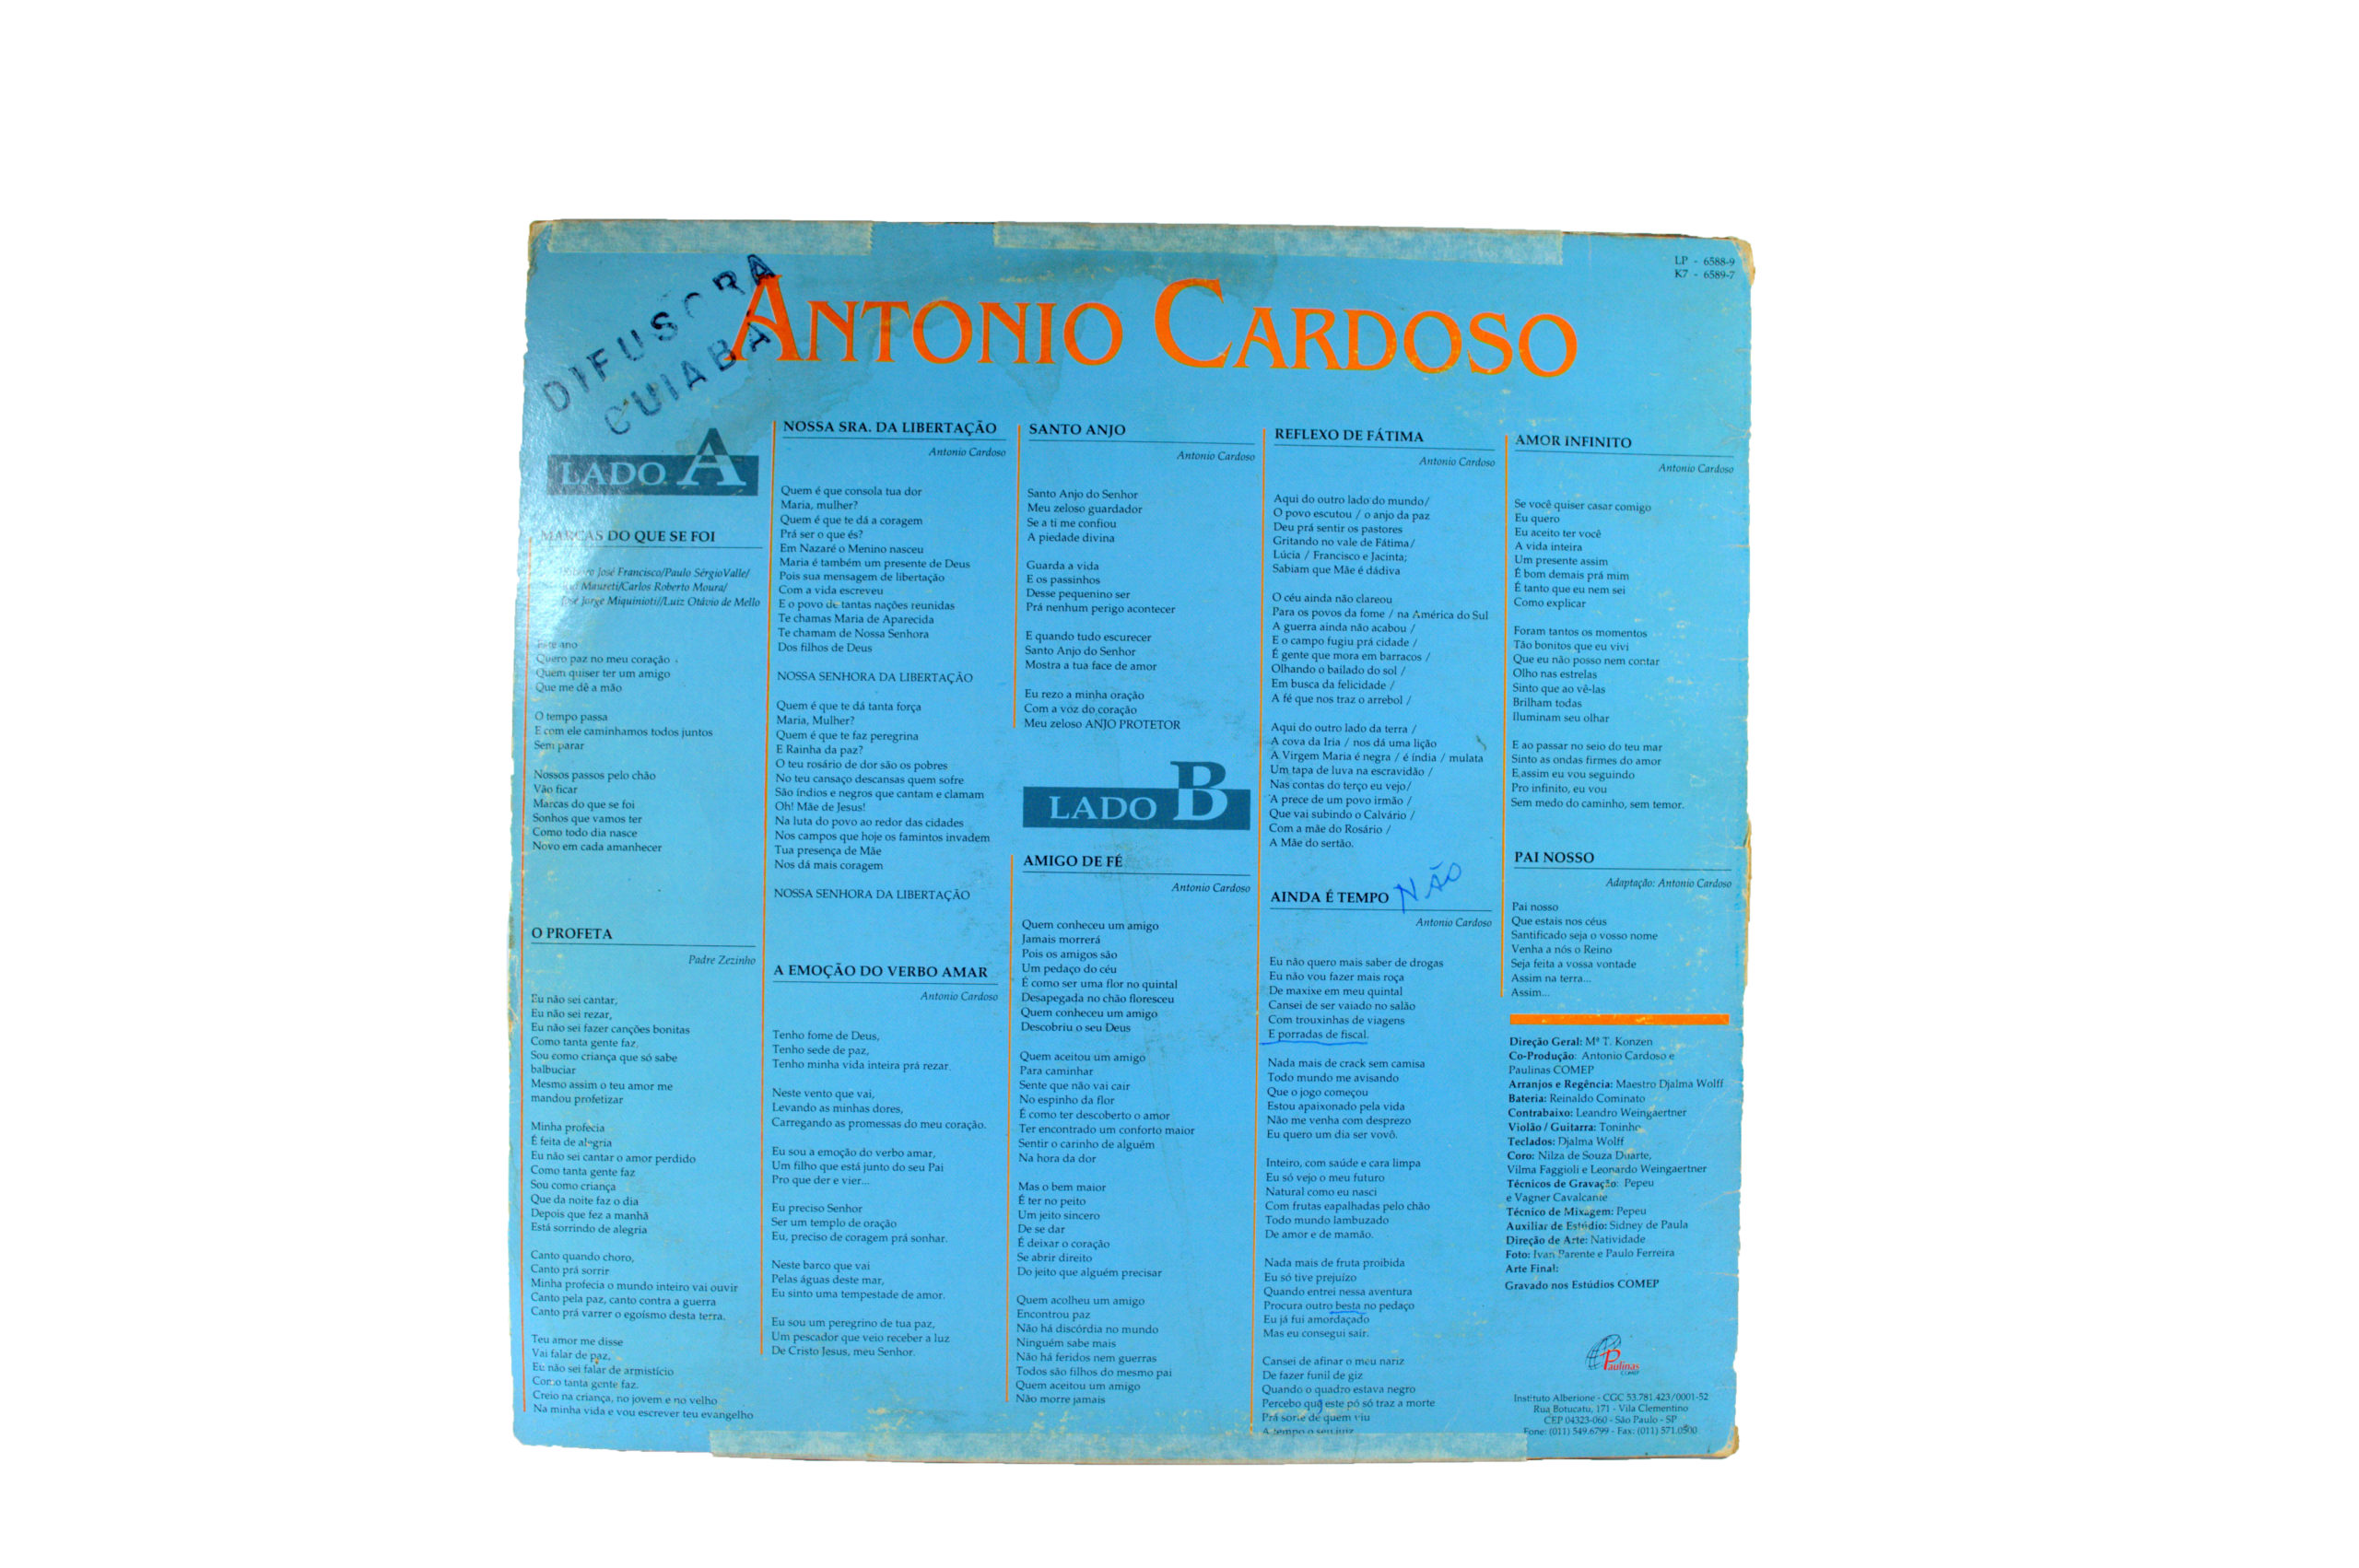 DIFUSORA
CUIABÁ
ANTONIO CARDOSO
LP - 6588-9
K7 - 6589-7
LADO A
MARCAS DO QUE SE FOI
José Francisco/Paulo SérgioValle/
Maureti/Carlos Roberto Moura/
José Jorge Miquinioti//Luiz Otávio de Mello
Este ano
Quero paz no meu coração
Quem quiser ter um amigo
Que me dê a mão
O tempo passa
E com ele caminhamos todos juntos
Sem parar
Nossos passos pelo chão
Vão ficar
Marcas do que se foi
Sonhos que vamos ter
Como todo dia nasce
Novo em cada amanhecer
O PROFETA
Padre Zezinho
Eu não sei cantar,
Eu não sei rezar,
Eu não sei fazer canções bonitas
Como tanta gente faz.
Sou como criança que só sabe
balbuciar
Mesmo assim o teu amor me
mandou profetizar
Minha profecia
É feita de alegria
Eu não sei cantar o amor perdido
Como tanta gente faz
Sou como criança
Que da noite faz o dia
Depois que fez a manhã
Está sorrindo de alegria
Canto quando choro,
Canto prá sorrir
Minha profecia o mundo inteiro vai ouvir
Canto pela paz, canto contra a guerra
Canto prá varrer o egoísmo desta terra.
Teu amor me disse
Vai falar de paz,
Eu não sei falar de armistício
Como tanta gente faz.
Creio na criança, no jovem e no velho
Na minha vida e vou escrever teu evangelho
NOSSA SRA. DA LIBERTAÇÃO
Antonio Cardoso
Quem é que consola tua dor
Maria, mulher?
Quem é que te dá a coragem
Prá ser o que és?
Em Nazaré o Menino nasceu
Maria é também um presente de Deus
Pois sua mensagem de libertação
Com a vida escreveu
E o povo de tantas nações reunidas
Te chamas Maria de Aparecida
Te chamam de Nossa Senhora
Dos filhos de Deus
NOSSA SENHORA DA LIBERTAÇÃO
Quem é que te dá tanta força
Maria, Mulher?
Quem é que te faz peregrina
E Rainha da paz?
O teu rosário de dor são os pobres
No teu cansaço descansas quem sofre
São índios e negros que cantam e clamam
Oh! Mãe de Jesus!
Na luta do povo ao redor das cidades
Nos campos que hoje os famintos invadem
Tua presença de Mãe
Nos dá mais coragem
NOSSA SENHORA DA LIBERTAÇÃO
A EMOÇÃO DO VERBO AMAR
Antonio Cardoso
Tenho fome de Deus,
Tenho sede de paz,
Tenho minha vida inteira prá rezar.
Neste vento que vai,
Levando as minhas dores,
Carregando as promessas do meu coração.
Eu sou a emoção do verbo amar,
Um filho que está junto do seu Pai
Pro que der e vier...
Eu preciso Senhor
Ser um templo de oração
Eu, preciso de coragem prá sonhar.
Neste barco que vai
Pelas águas deste mar,
Eu sinto uma tempestade de amor.
Eu sou um peregrino de tua paz,
Um pescador que veio receber a luz
De Cristo Jesus, meu Senhor.
SANTO ANJO
Antonio Cardoso
Santo Anjo do Senhor
Meu zeloso guardador
Se a ti me confiou
A piedade divina
Guarda a vida
E os passinhos
Desse pequenino ser
Prá nenhum perigo acontecer
E quando tudo escurecer
Santo Anjo do Senhor
Mostra a tua face de amor
Eu rezo a minha oração
Com a voz do coração
Meu zeloso ANJO PROTETOR
LADO B
AMIGO DE FÉ
Antonio Cardoso
Quem conheceu um amigo
Jamais morrerá
Pois os amigos são
Um pedaço do céu
É como ser uma flor no quintal
Desapegada no chão floresceu
Quem conheceu um amigo
Descobriu o seu Deus
Quem aceitou um amigo
Para caminhar
Sente que não vai cair
No espinho da flor
É como ter descoberto o amor
Ter encontrado um conforto maior
Sentir o carinho de alguém
Na hora da dor
Mas o bem maior
É ter no peito
Um jeito sincero
De se dar
É deixar o coração
Se abrir direito
Do jeito que alguém precisar
Quem acolheu um amigo
Encontrou paz
Não há discórdia no mundo
Ninguém sabe mais
Não há feridos nem guerras
Todos são filhos do mesmo pai
Quem aceitou um amigo
Não morre jamais
REFLEXO DE FÁTIMA
Antonio Cardoso
Aqui do outro lado do mundo/
O povo escutou / o anjo da paz
Deu prá sentir os pastores
Gritando no vale de Fátima/
Lúcia / Francisco e Jacinta;
Sabiam que Mãe é dádiva
O céu ainda não clareou
Para os povos da fome / na América do Sul
A guerra ainda não acabou /
E o campo fugiu prá cidade /
É gente que mora em barracos /
Olhando o bailado do sol /
Em busca da felicidade /
A fé que nos traz o arrebol /
Aqui do outro lado da terra /
A cova da Iria / nos dá uma lição
A Virgem Maria é negra / é índia / mulata
Um tapa de luva na escravidão /
Nas contas do terço eu vejo/
A prece de um povo irmão /
Que vai subindo o Calvário /
Com a mãe do Rosário /
A Mãe do sertão.
AINDA É TEMPO NÃO
Antonio Cardoso
Eu não quero mais saber de drogas
Eu não vou fazer mais roça
De maxixe em meu quintal
Cansei de ser vaiado no salão
Com trouxinhas de viagens
E porradas de fiscal.
Nada mais de crack sem camisa
Todo mundo me avisando
Que o jogo começou
Estou apaixonado pela vida
Não me venha com desprezo
Eu quero um dia ser vovô.
Inteiro, com saúde e cara limpa
Eu só vejo o meu futuro
Natural como eu nasci
Com frutas eapalhadas pelo chão
Todo mundo lambuzado
De amor e de mamão.
Nada mais de fruta proibida
Eu só tive prejuízo
Quando entrei nessa aventura
Procura outro besta no pedaço
Eu já fui amordaçado
Mas eu consegui sair.
Cansei de afinar o meu nariz
De fazer funil de giz
Quando o quadro estava negro
Percebo que este pó só traz a morte
Prá sorte de quem viu
A tempo o seu juiz
AMOR INFINITO
Antonio Cardoso
Se você quiser casar comigo
Eu quero
Eu aceito ter você
A vida inteira
Um presente assim
É bom demais prá mim
É tanto que eu nem sei
Como explicar
Foram tantos os momentos
Tão bonitos que eu vivi
Que eu não posso nem contar
Olho nas estrelas
Sinto que ao vê-las
Brilham todas
Iluminam seu olhar
E ao passar no seio do teu mar
Sinto as ondas firmes do amor
E assim eu vou seguindo
Pro infinito, eu vou
Sem medo do caminho, sem temor.
PAI NOSSO
Adaptação: Antonio Cardoso
Pai nosso
Que estais nos céus
Santificado seja o vosso nome
Venha a nós o Reino
Seja feita a vossa vontade
Assim na terra...
Assim...
Direção Geral: Mª T. Konzen
Co-Produção: Antonio Cardoso e
Paulinas COMEP
Arranjos e Regência: Maestro Djalma Wolff
Bateria: Reinaldo Cominato
Contrabaixo: Leandro Weingaertner
Violão / Guitarra: Toninho
Teclados: Djalma Wolff
Coro: Nilza de Souza Duarte,
Vilma Faggioli e Leonardo Weingaertner
Técnicos de Gravação: Pepeu
e Vagner Cavalcante
Técnico de Mixagem: Pepeu
Auxiliar de Estúdio: Sidney de Paula
Direção de Arte: Natividade
Foto: Ivan Parente e Paulo Ferreira
Arte Final:
Gravado nos Estúdios COMEP
Paulinas
COMEP
Instituto Alberione - CGC 53.781.423/0001-52
Rua Botucatu, 171 - Vila Clementino
CEP 04323-060 - São Paulo - SP
Fone: (011) 549.6799 - Fax: (011) 571.0500